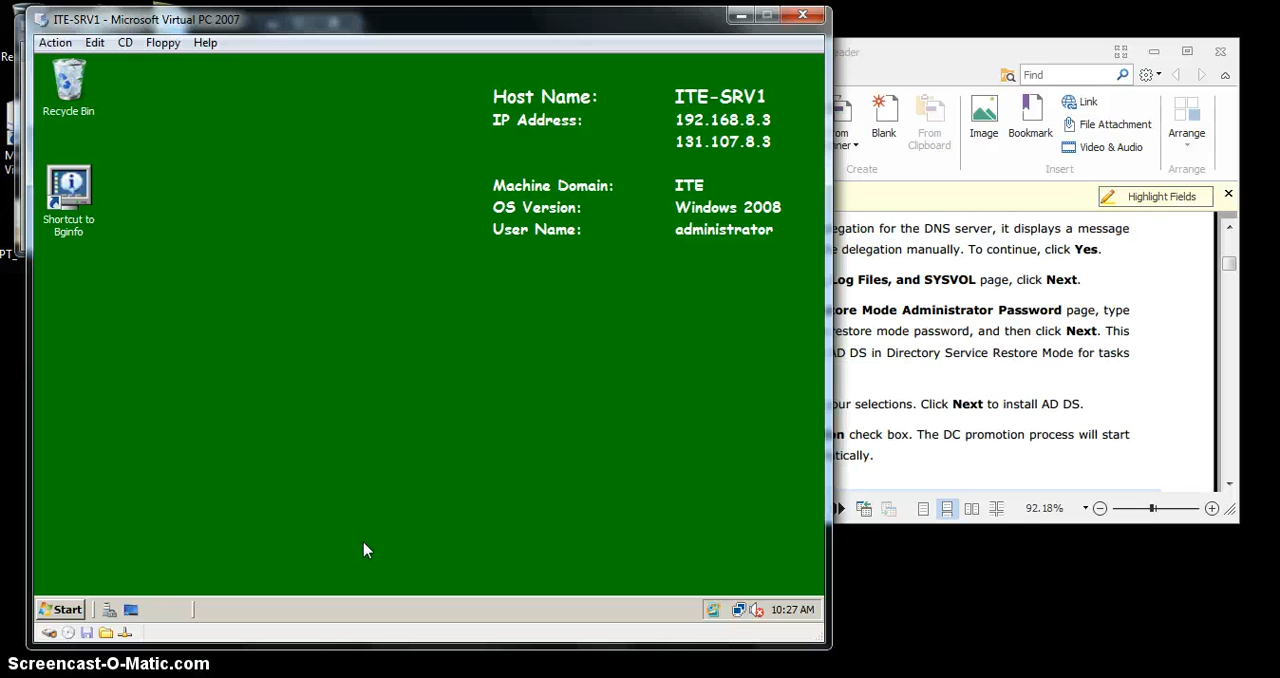 ITE-SRV1 - Microsoft Virtual PC 2007
Action Edit CD Floppy Help
Recycle Bin
Shortcut to
Bginfo
Host Name: ITE-SRV1
IP Address: 192.168.8.3
131.107.8.3
Machine Domain: ITE
OS Version: Windows 2008
User Name: administrator
Start
10:27 AM
Find
Blank
From
Clipboard
Create
Image
Bookmark
Link
File Attachment
Video & Audio
Insert
Arrange
Arrange
Highlight Fields
egation for the DNS server, it displays a message
e delegation manually. To continue, click Yes.
Log Files, and SYSVOL page, click Next.
ore Mode Administrator Password page, type
restore mode password, and then click Next. This
AD DS in Directory Service Restore Mode for tasks
our selections. Click Next to install AD DS.
on check box. The DC promotion process will start
tically.
92.18%
Screencast-O-Matic.com